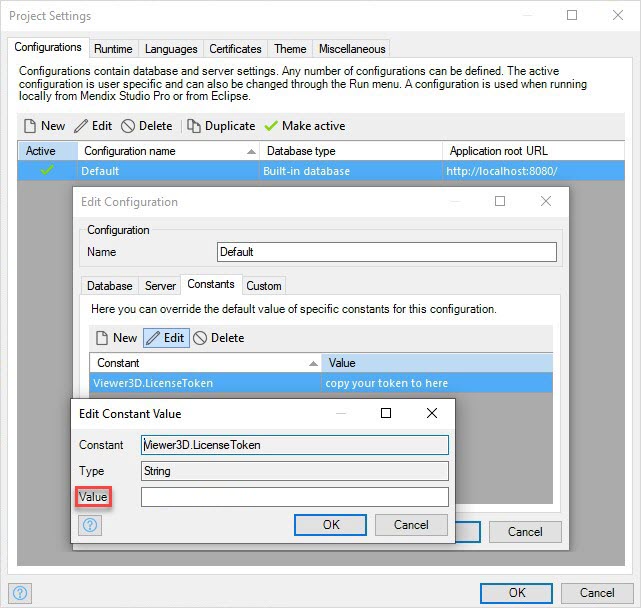 Project Settings
Configurations Runtime Languages Certificates Theme Miscellaneous
Configurations contain database and server settings. Any number of configurations can be defined. The active
configuration is user specific and can also be changed through the Run menu. A configuration is used when running
locally from Mendix Studio Pro or from Eclipse.
New Edit Delete Duplicate Make active
Active Configuration name Database type Application root URL
Default Built-in database http://localhost:8080/
Edit Configuration
Configuration
Name Default
Database Server Constants Custom
Here you can override the default value of specific constants for this configuration.
New Edit Delete
Constant Value
Viewer3D.LicenseToken copy your token to here
Edit Constant Value
Constant Viewer3D.LicenseToken
Type String
Value
? OK Cancel
Cancel
? OK Cancel